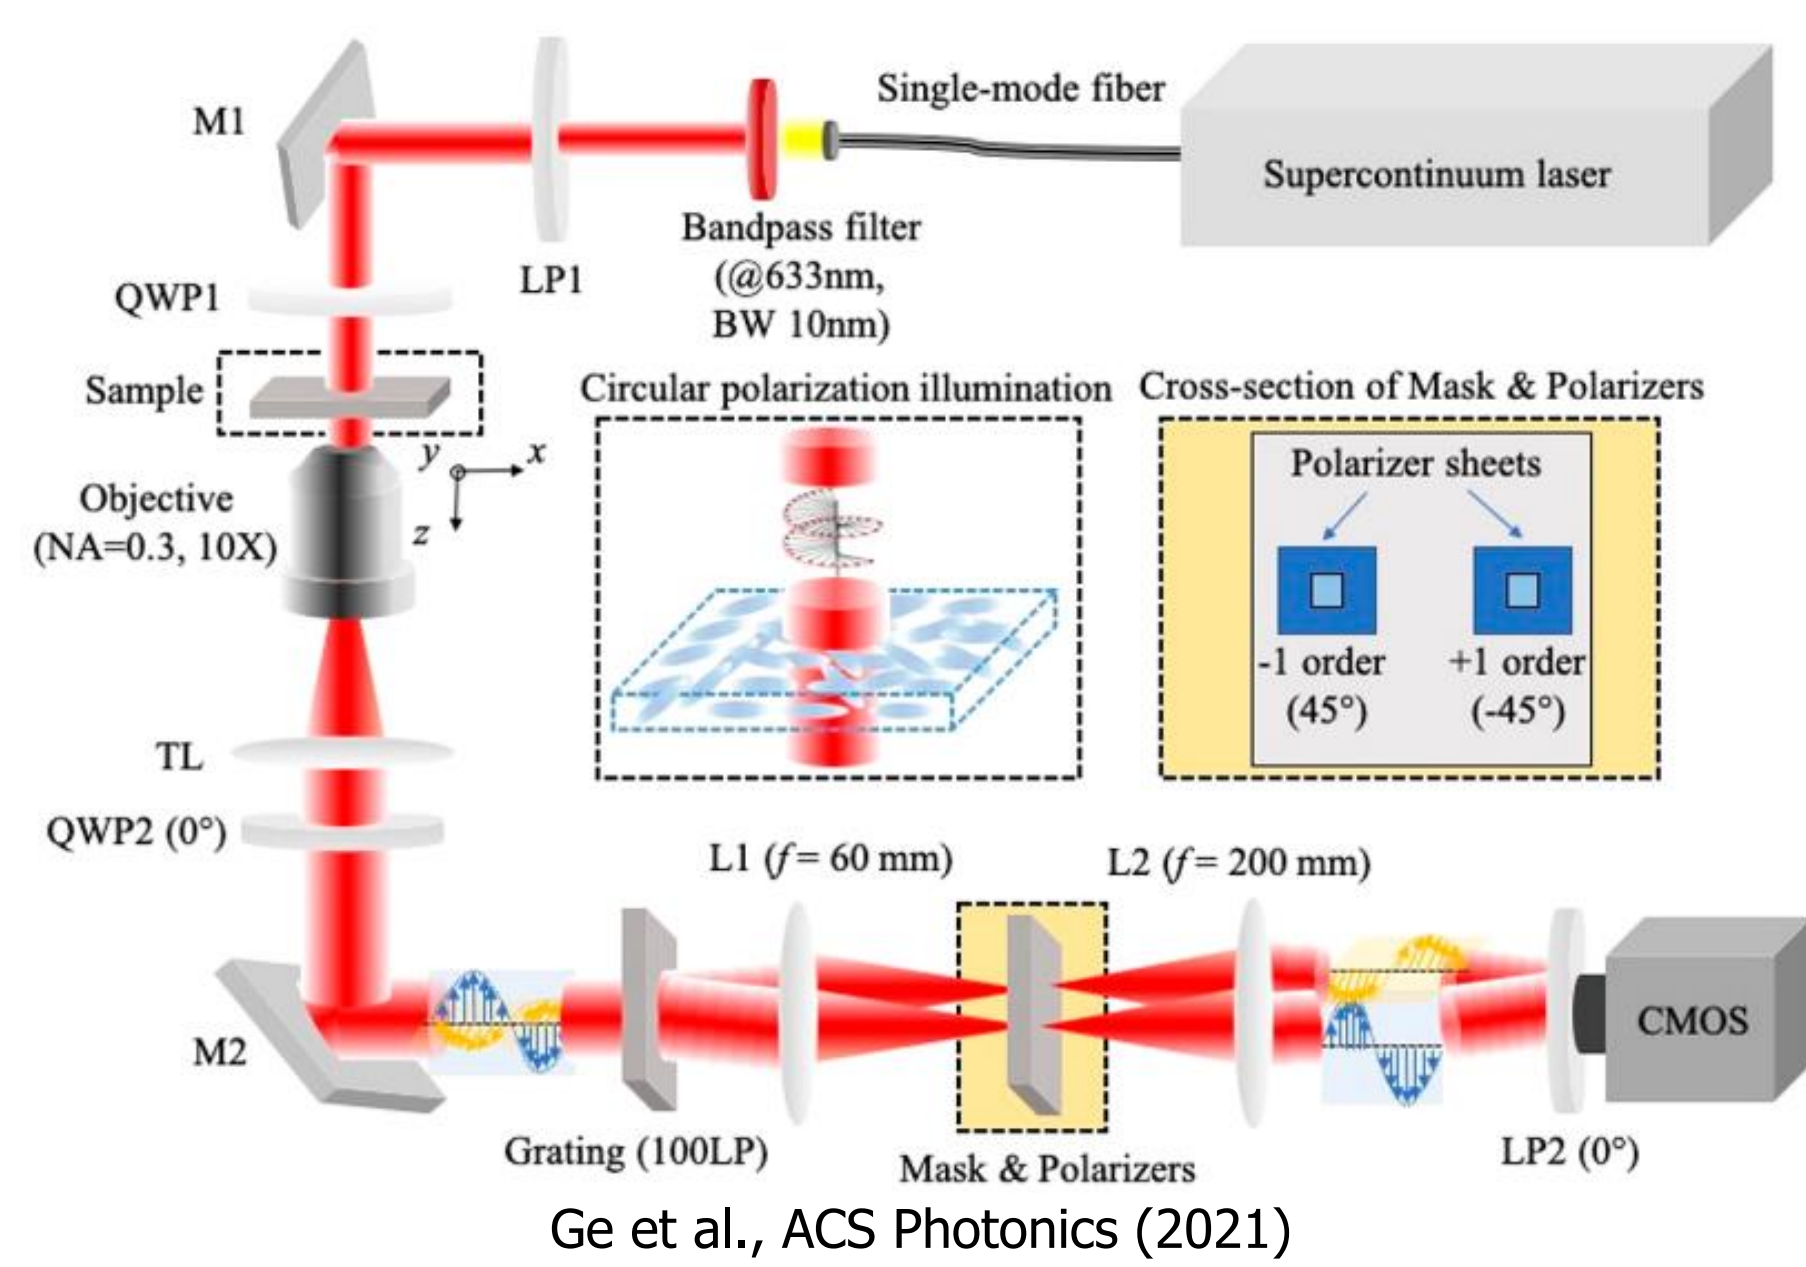 M1
Single-mode fiber
Supercontinuum laser
Bandpass filter
(@633nm,
BW 10nm)
LP1
QWP1
Sample
Objective
(NA=0.3, 10X)
y
x
z
Circular polarization illumination
Cross-section of Mask & Polarizers
Polarizer sheets
-1 order
(45°)
+1 order
(-45°)
TL
QWP2 (0°)
L1 (f = 60 mm)
L2 (f = 200 mm)
M2
CMOS
Grating (100LP)
Mask & Polarizers
LP2 (0°)
Ge et al., ACS Photonics (2021)